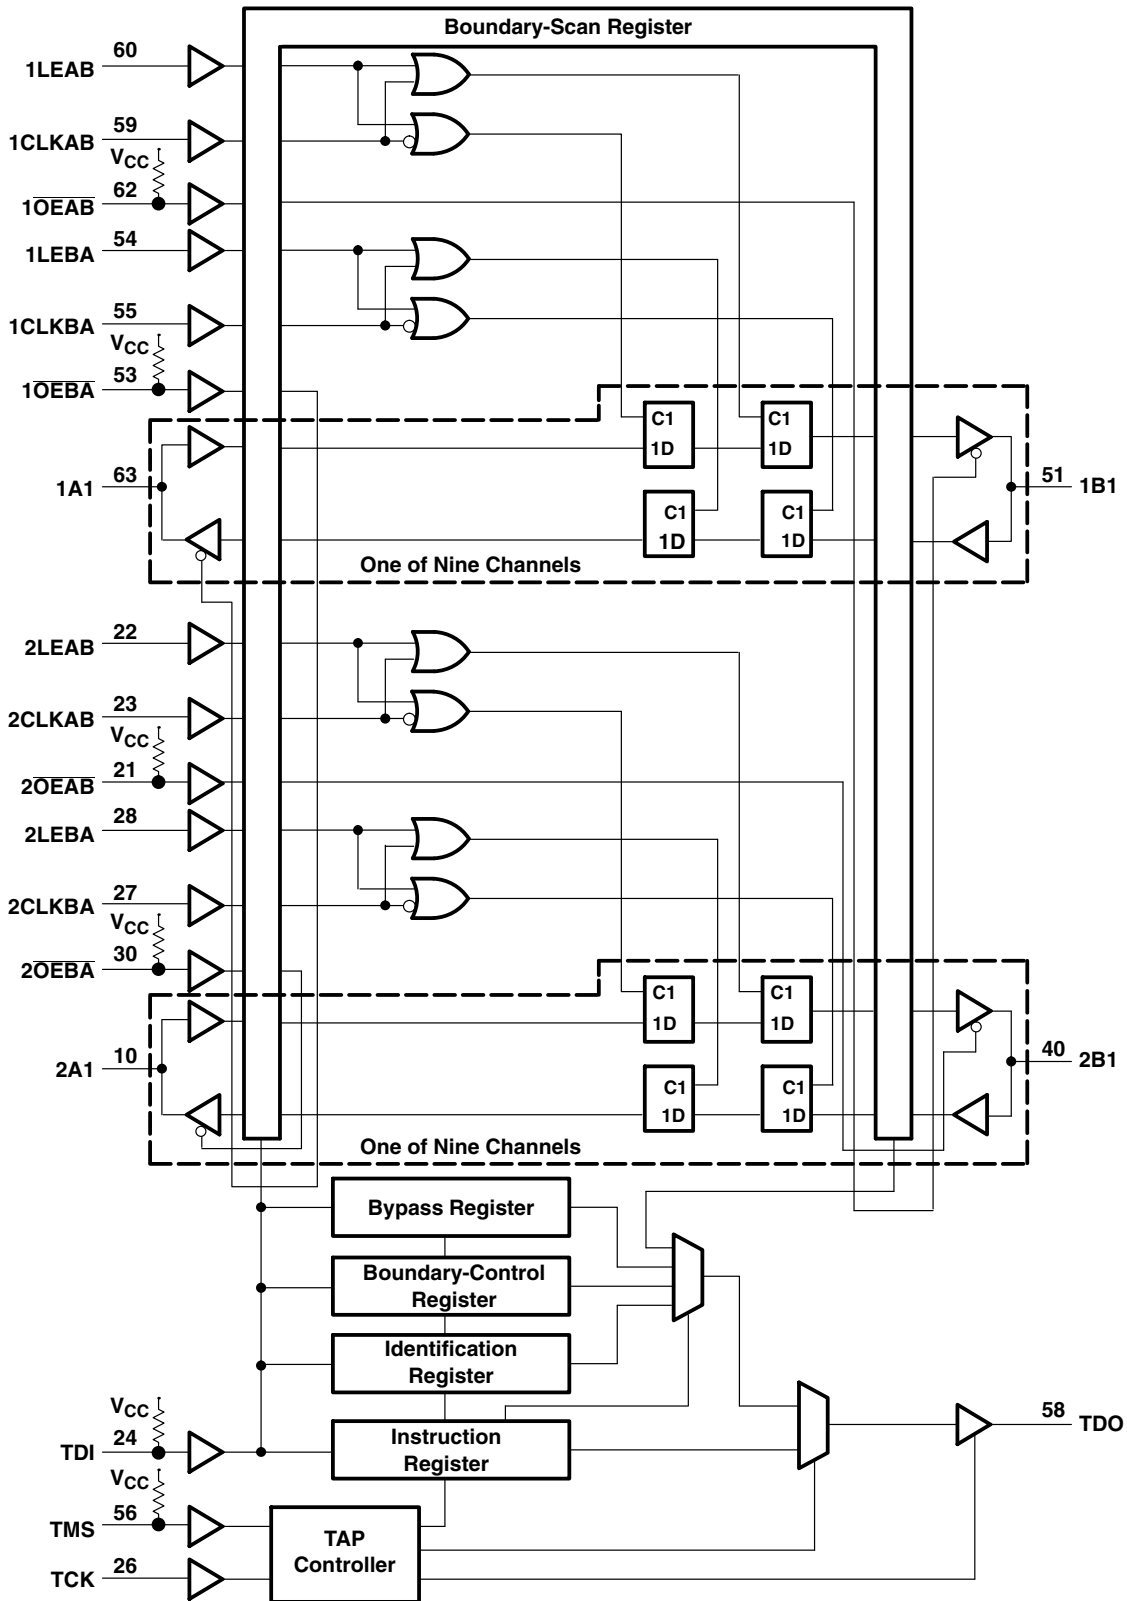 Boundary-Scan Register
1LEAB 60
1CLKAB 59
VCC
1OEAB 62
1LEBA 54
1CLKBA 55
VCC
1OEBA 53
C1 C1
1D 1D
1A1 63 51 1B1
C1 C1
1D 1D
One of Nine Channels
2LEAB 22
2CLKAB 23
VCC
2OEAB 21
2LEBA 28
2CLKBA 27
VCC
2OEBA 30
C1 C1
1D 1D
2A1 10 40 2B1
C1 C1
1D 1D
One of Nine Channels
Bypass Register
Boundary-Control
Register
Identification
Register
VCC
TDI 24
Instruction
Register
58 TDO
VCC
TMS 56
TAP
Controller
TCK 26